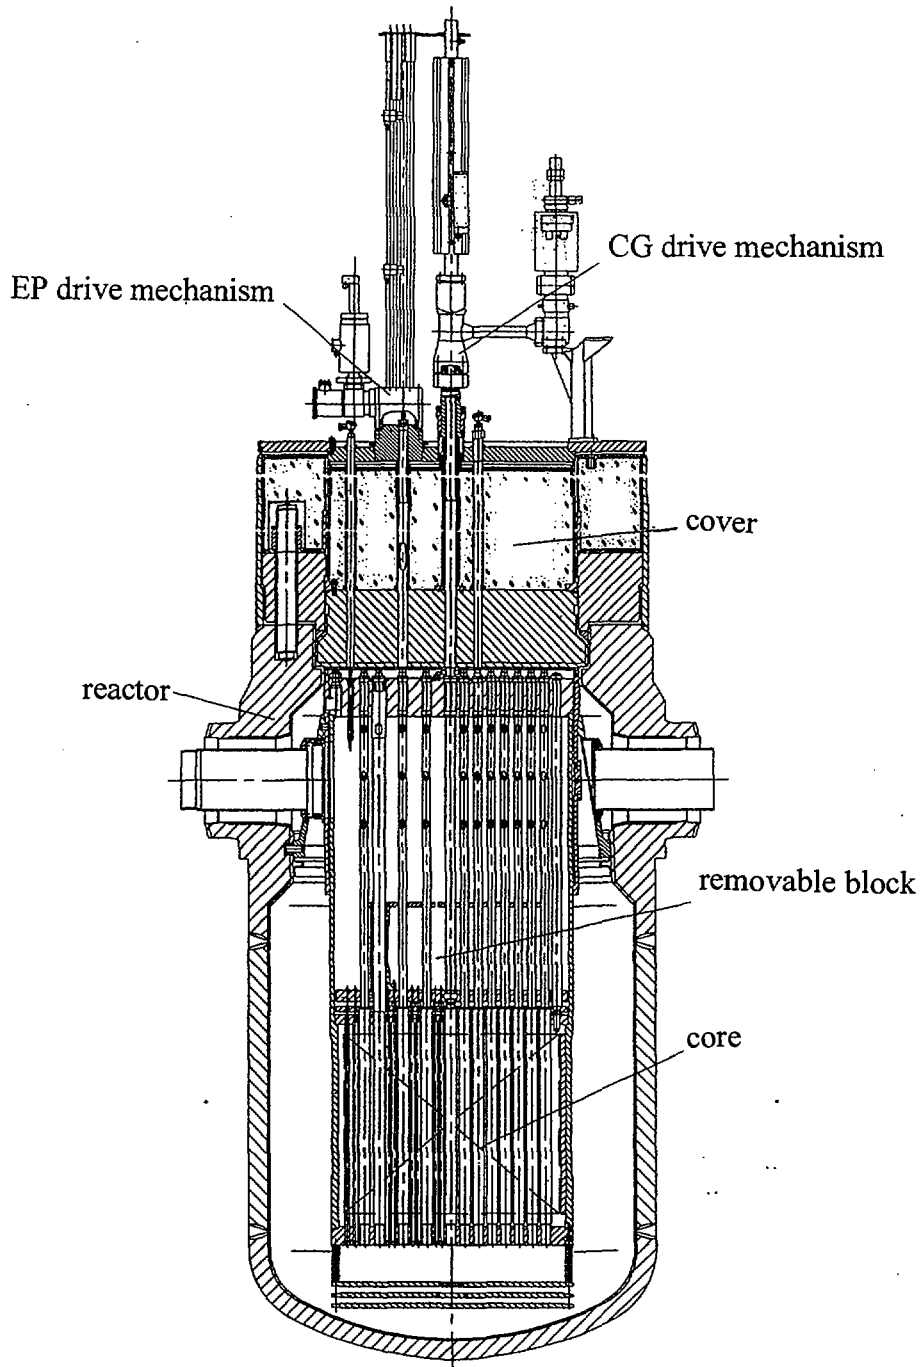 CG drive mechanism
EP drive mechanism
cover
reactor
removable block
core